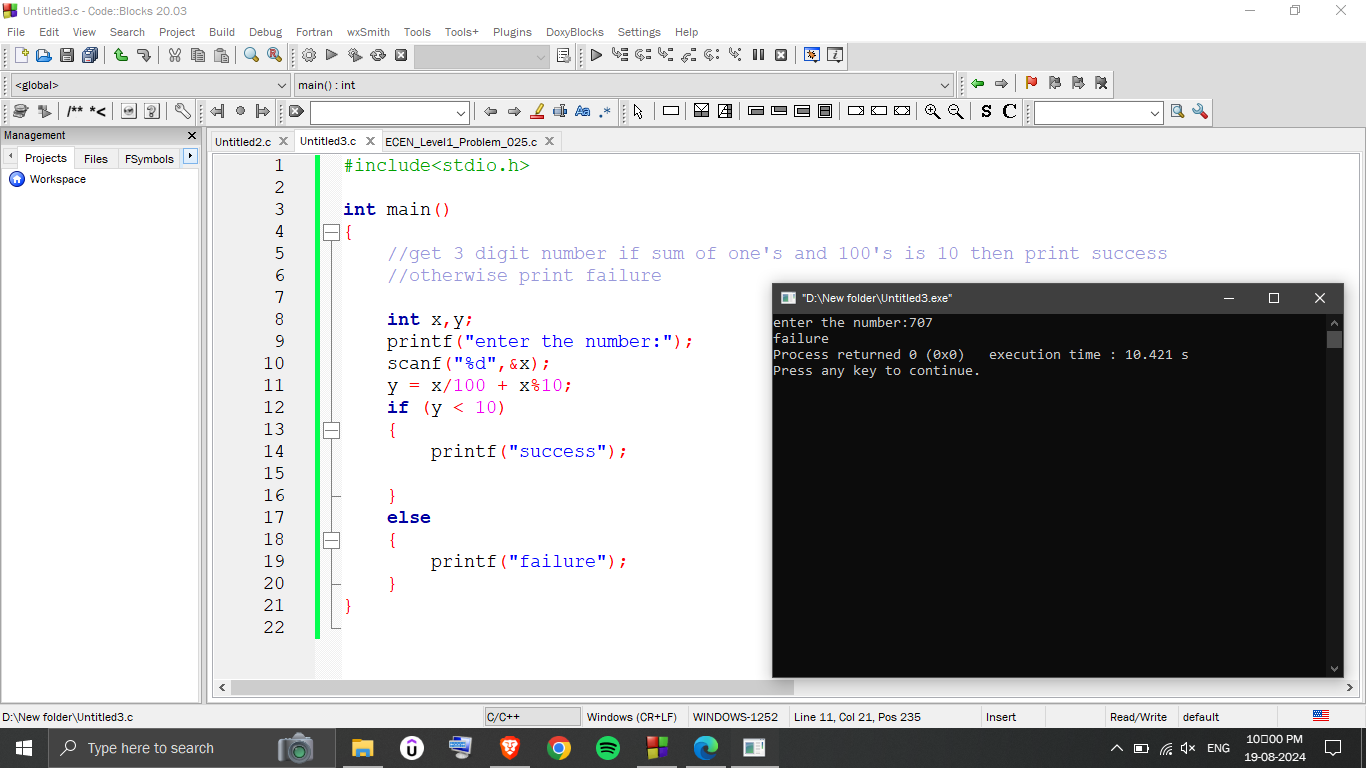 Untitled3.c - Code::Blocks 20.03
File Edit View Search Project Build Debug Fortran wxSmith Tools Tools+ Plugins DoxyBlocks Settings Help
<global> main() : int
/** *< Aa .* S C
Management
Projects Files FSymbols
Workspace
Untitled2.c Untitled3.c ECEN_Level1_Problem_025.c
1 #include<stdio.h>
2
3 int main()
4 {
5 //get 3 digit number if sum of one's and 100's is 10 then print success
6 //otherwise print failure
7
8 int x,y;
9 printf("enter the number:");
10 scanf("%d",&x);
11 y = x/100 + x%10;
12 if (y < 10)
13 {
14 printf("success");
15
16 }
17 else
18 {
19 printf("failure");
20 }
21 }
22
"D:\New folder\Untitled3.exe"
enter the number:707
failure
Process returned 0 (0x0)   execution time : 10.421 s
Press any key to continue.
D:\New folder\Untitled3.c C/C++ Windows (CR+LF) WINDOWS-1252 Line 11, Col 21, Pos 235 Insert Read/Write default
Type here to search ENG 10□00 PM
19-08-2024